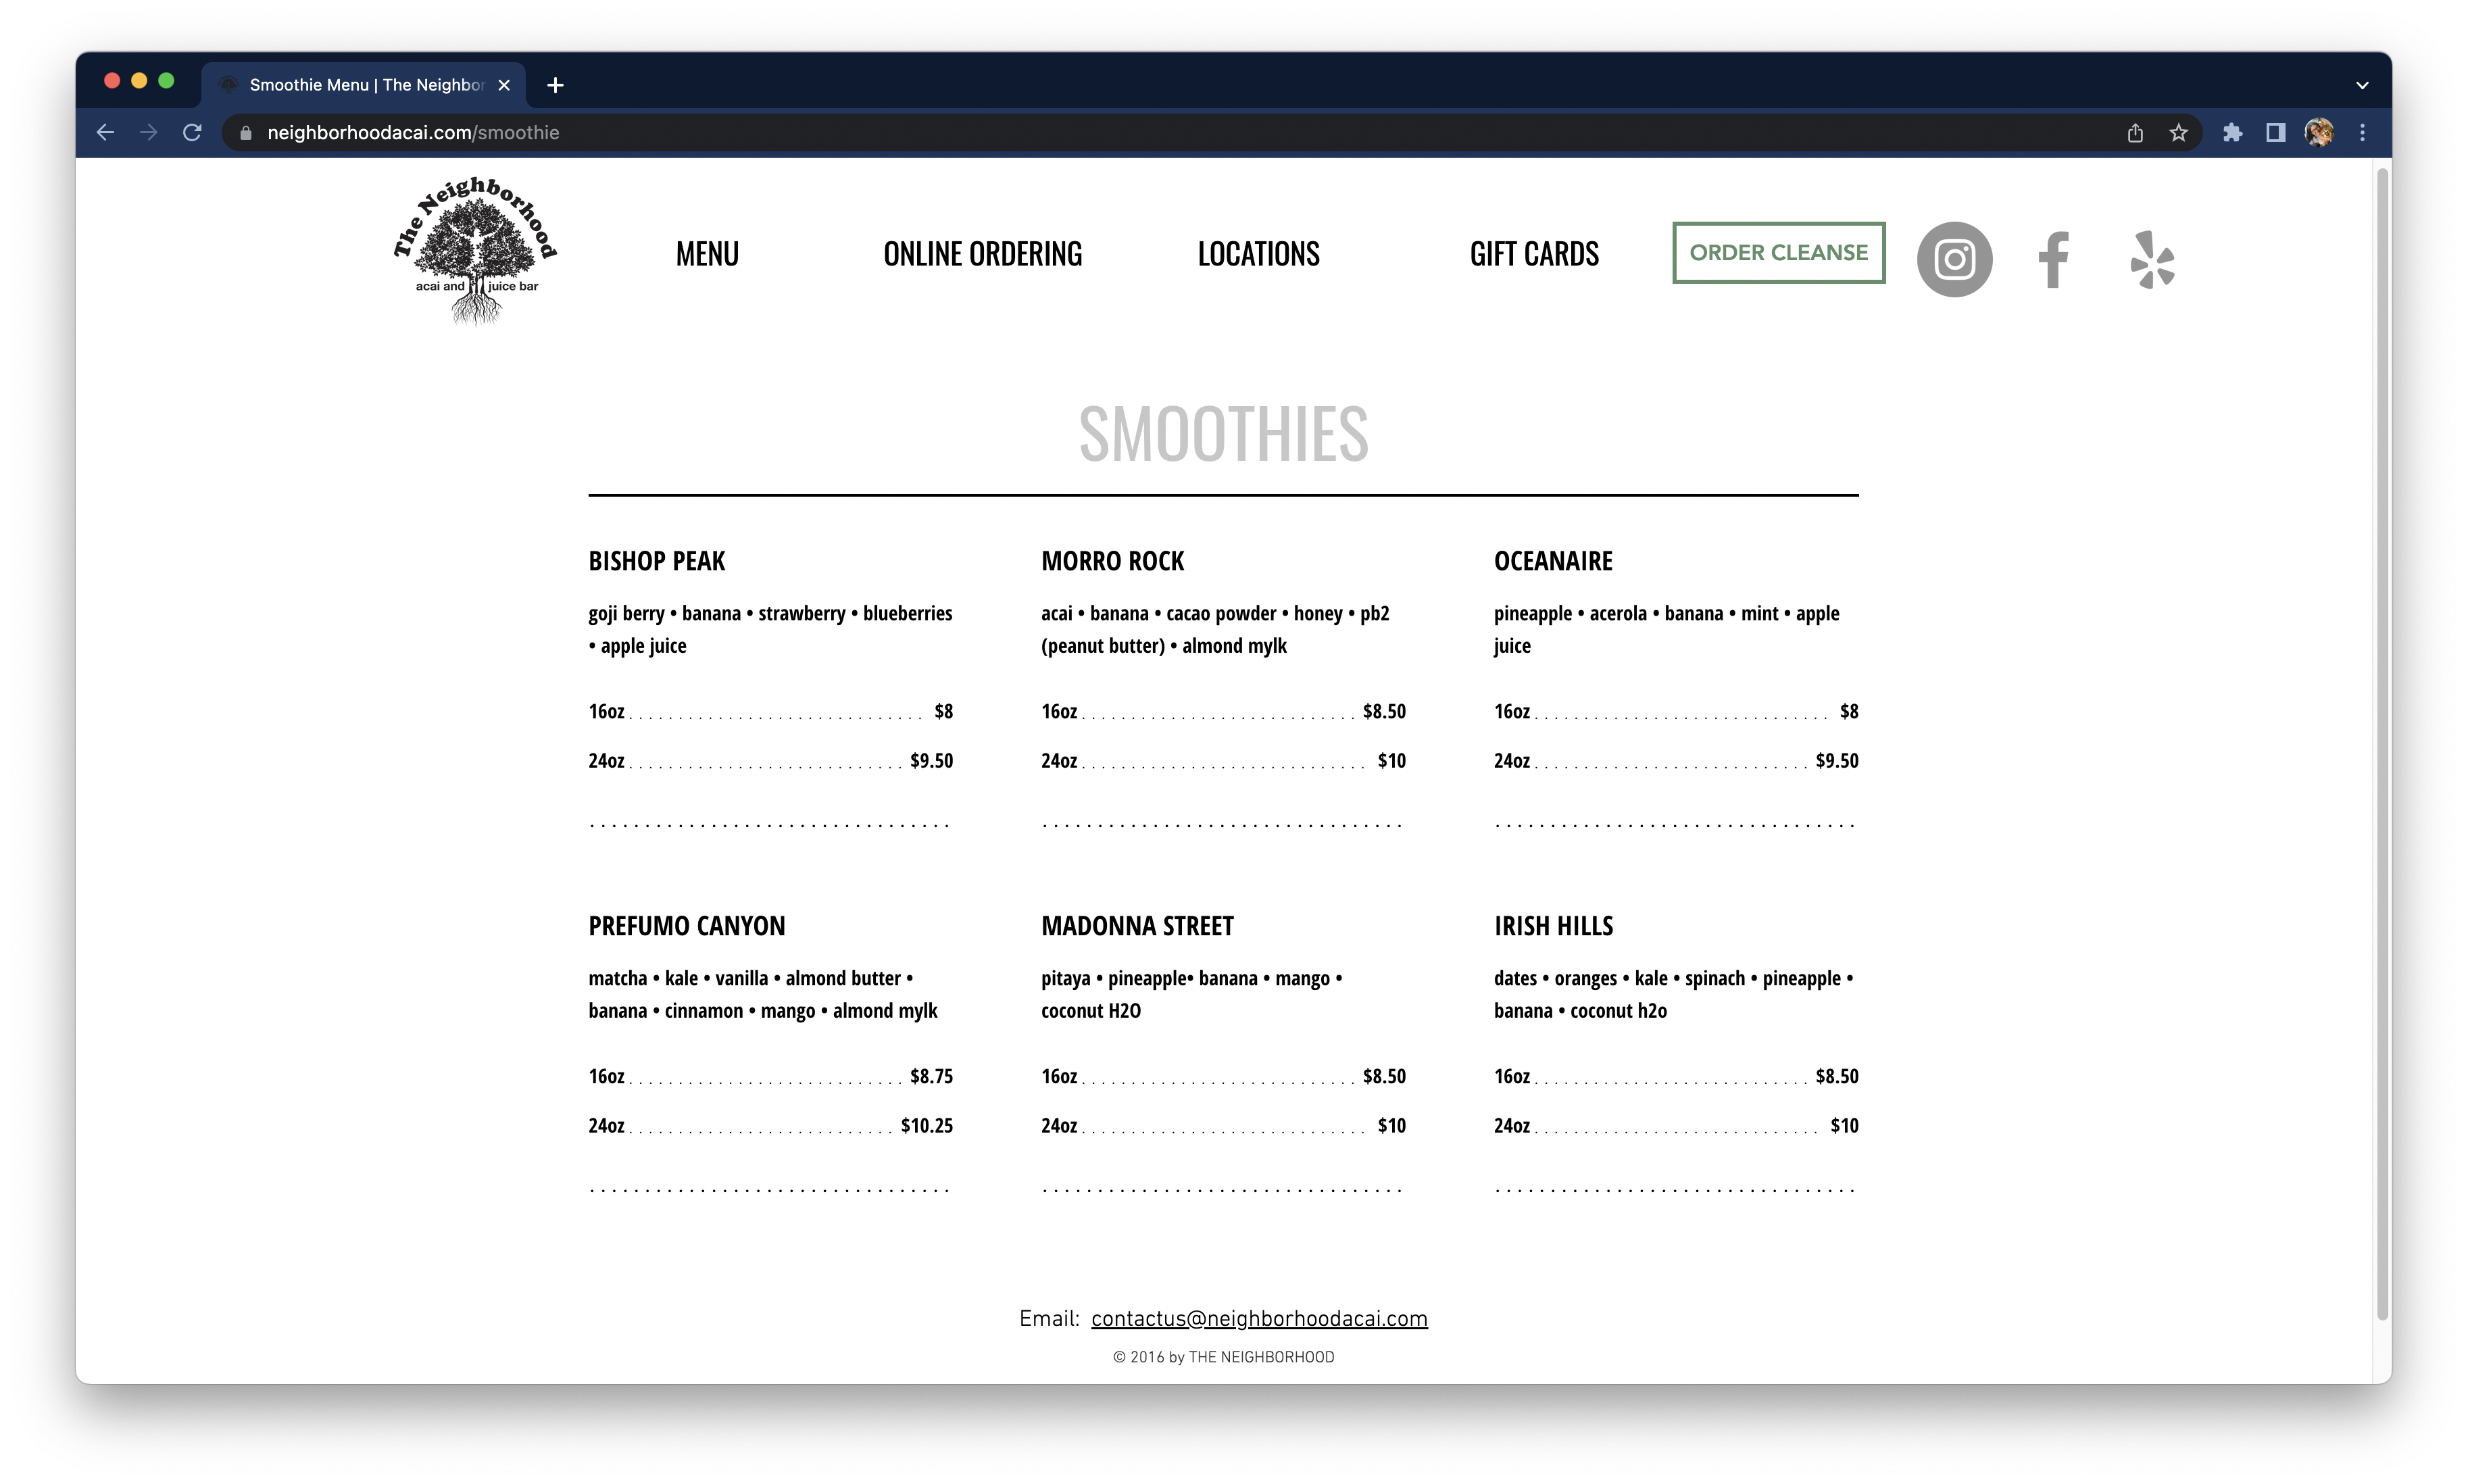 Smoothie Menu | The Neighbor
neighborhoodacai.com/smoothie
The Neighborhood
acai and juice bar
MENU
ONLINE ORDERING
LOCATIONS
GIFT CARDS
ORDER CLEANSE
SMOOTHIES
BISHOP PEAK
goji berry • banana • strawberry • blueberries
• apple juice
16oz $8
24oz $9.50
MORRO ROCK
acai • banana • cacao powder • honey • pb2
(peanut butter) • almond mylk
16oz $8.50
24oz $10
OCEANAIRE
pineapple • acerola • banana • mint • apple
juice
16oz $8
24oz $9.50
PREFUMO CANYON
matcha • kale • vanilla • almond butter •
banana • cinnamon • mango • almond mylk
16oz $8.75
24oz $10.25
MADONNA STREET
pitaya • pineapple• banana • mango •
coconut H2O
16oz $8.50
24oz $10
IRISH HILLS
dates • oranges • kale • spinach • pineapple •
banana • coconut h2o
16oz $8.50
24oz $10
Email: contactus@neighborhoodacai.com
© 2016 by THE NEIGHBORHOOD